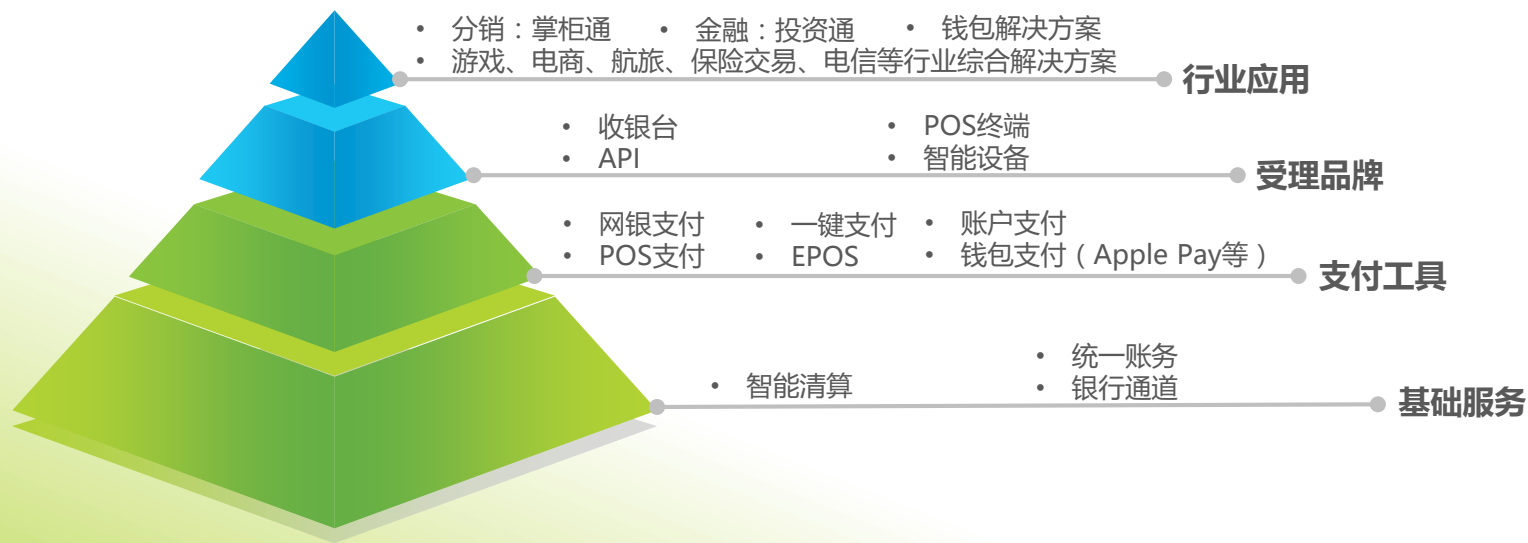 • 分销：掌柜通 • 金融：投资通 • 钱包解决方案
• 游戏、电商、航旅、保险交易、电信等行业综合解决方案
行业应用
• 收银台 • POS终端
• API • 智能设备
受理品牌
• 网银支付 • 一键支付 • 账户支付
• POS支付 • EPOS • 钱包支付（Apple Pay等）
支付工具
• 智能清算
• 统一账务
• 银行通道
基础服务